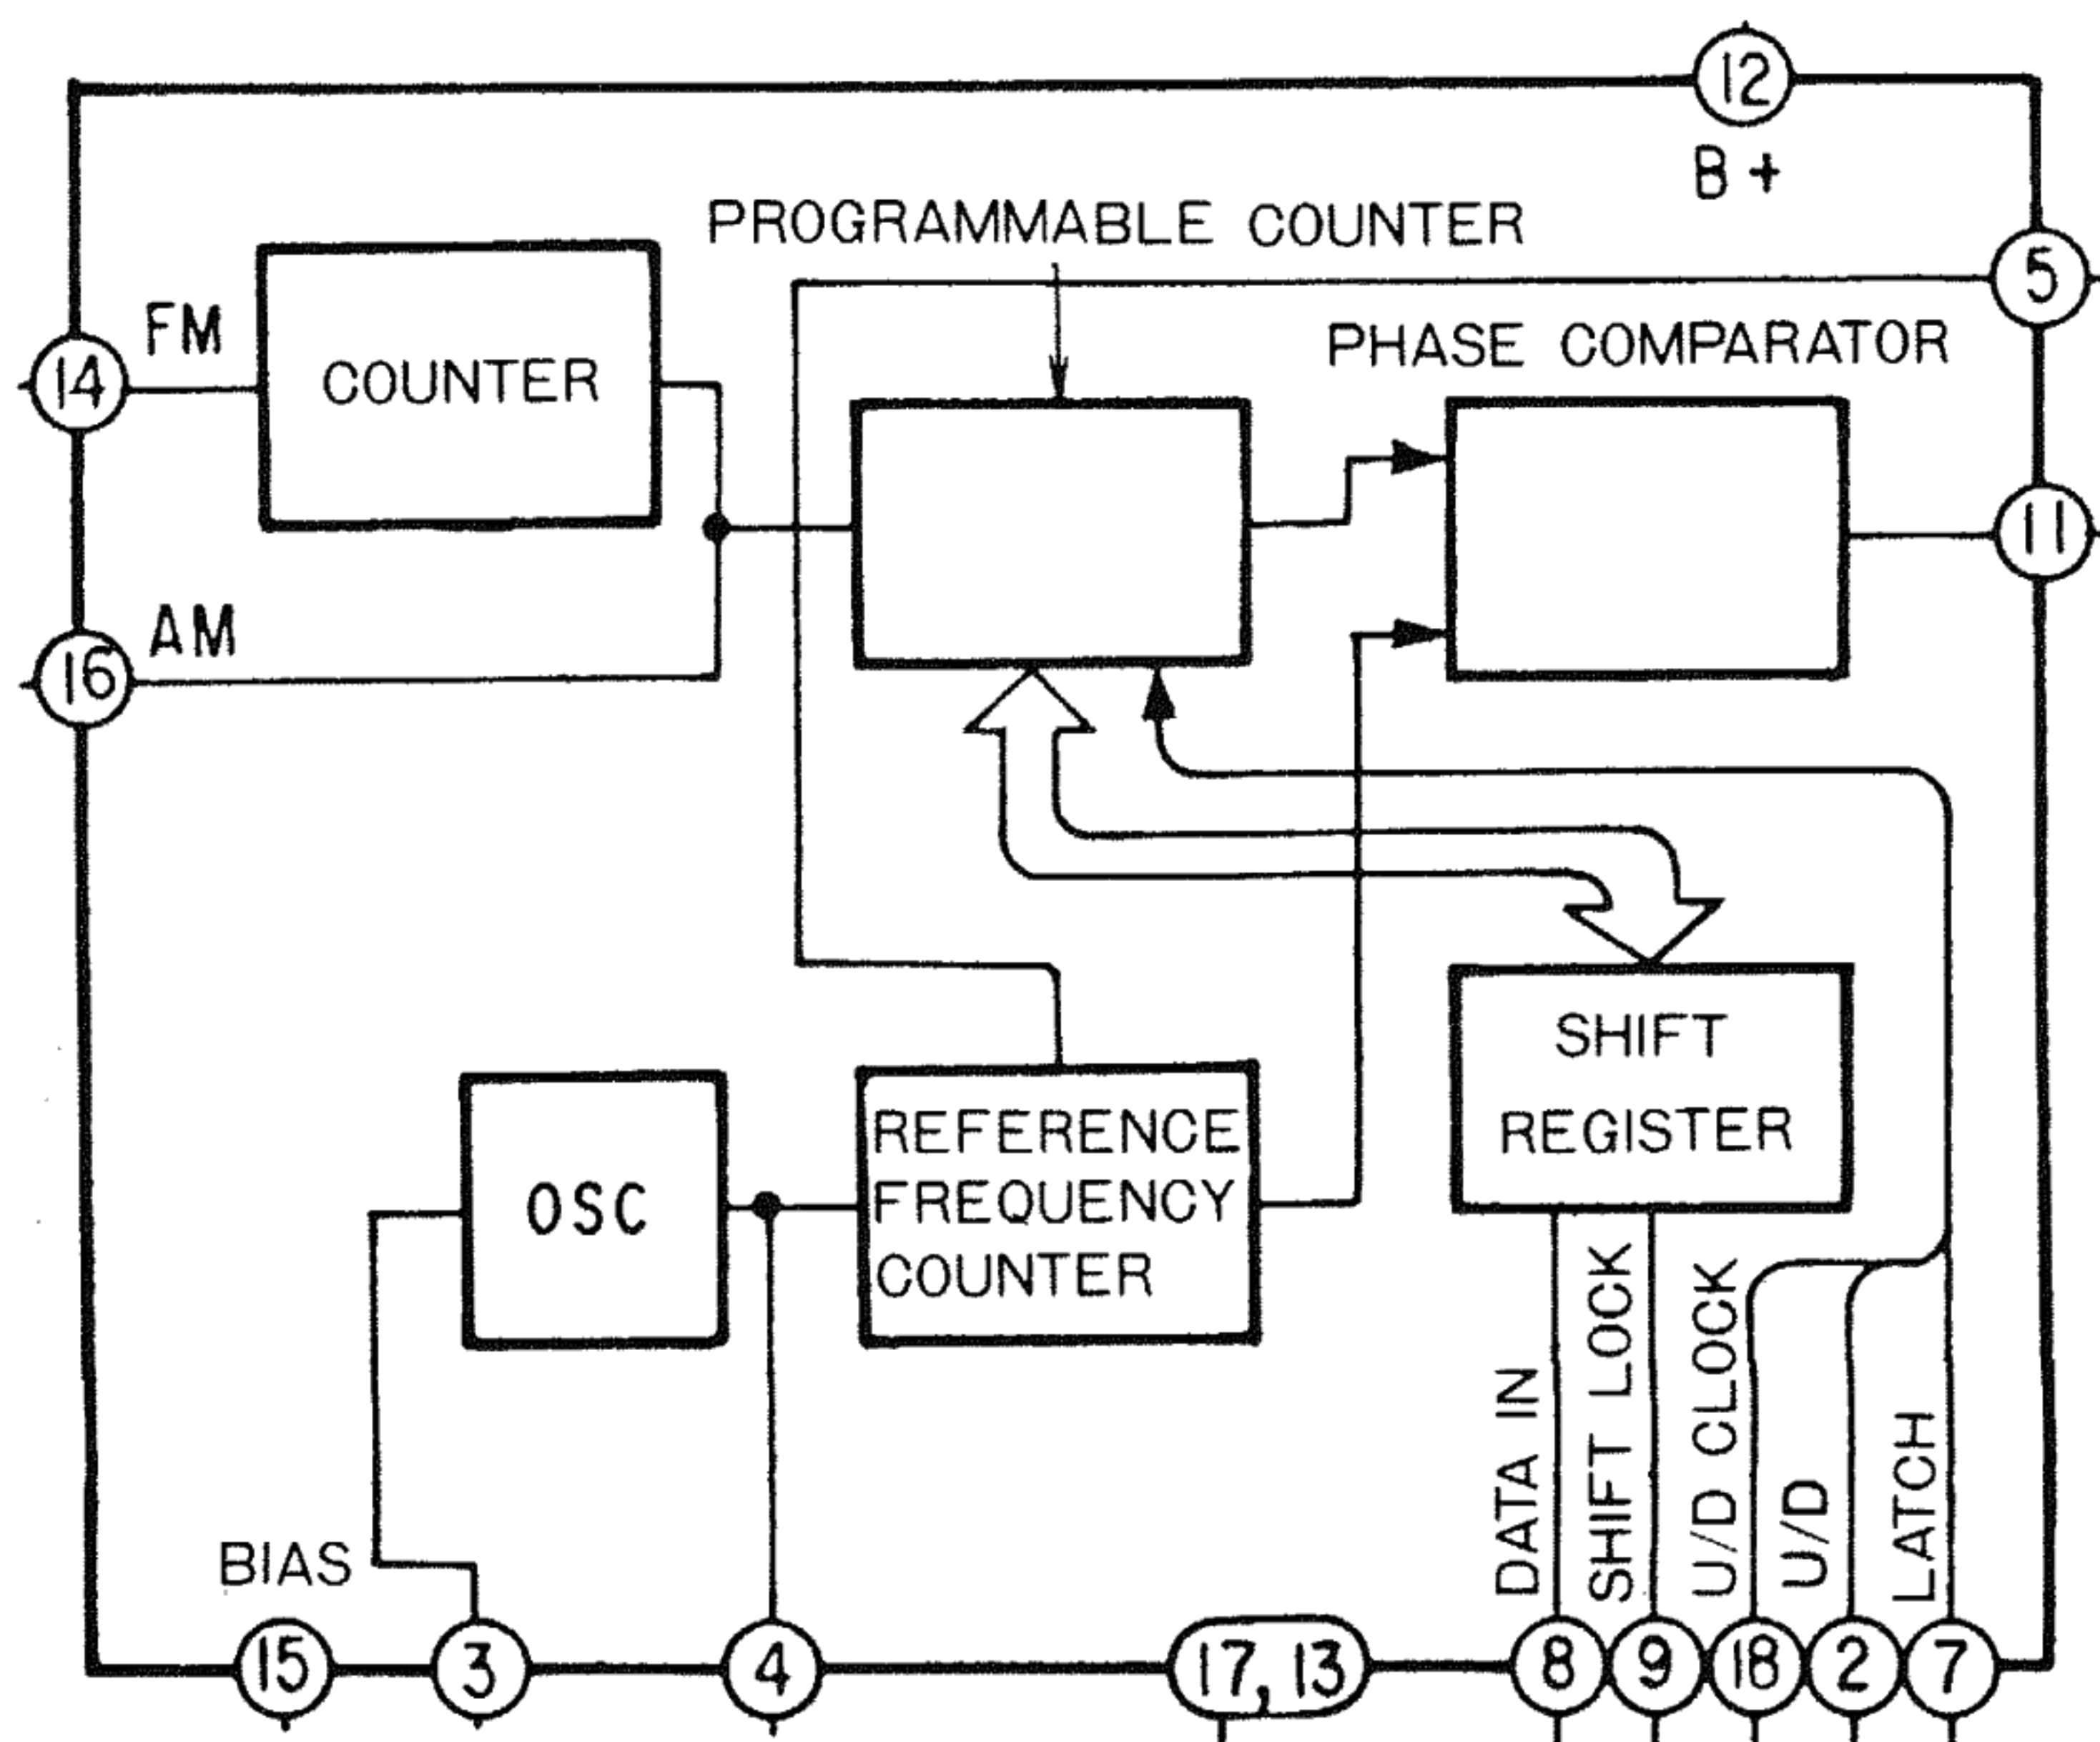 12
B +
PROGRAMMABLE COUNTER
5
FM
PHASE COMPARATOR
14
COUNTER
11
AM
16
SHIFT
REGISTER
REFERENCE
FREQUENCY
COUNTER
OSC
DATA IN
SHIFT LOCK
U/D CLOCK
U/D
LATCH
BIAS
15
3
4
17, 13
8
9
18
2
7